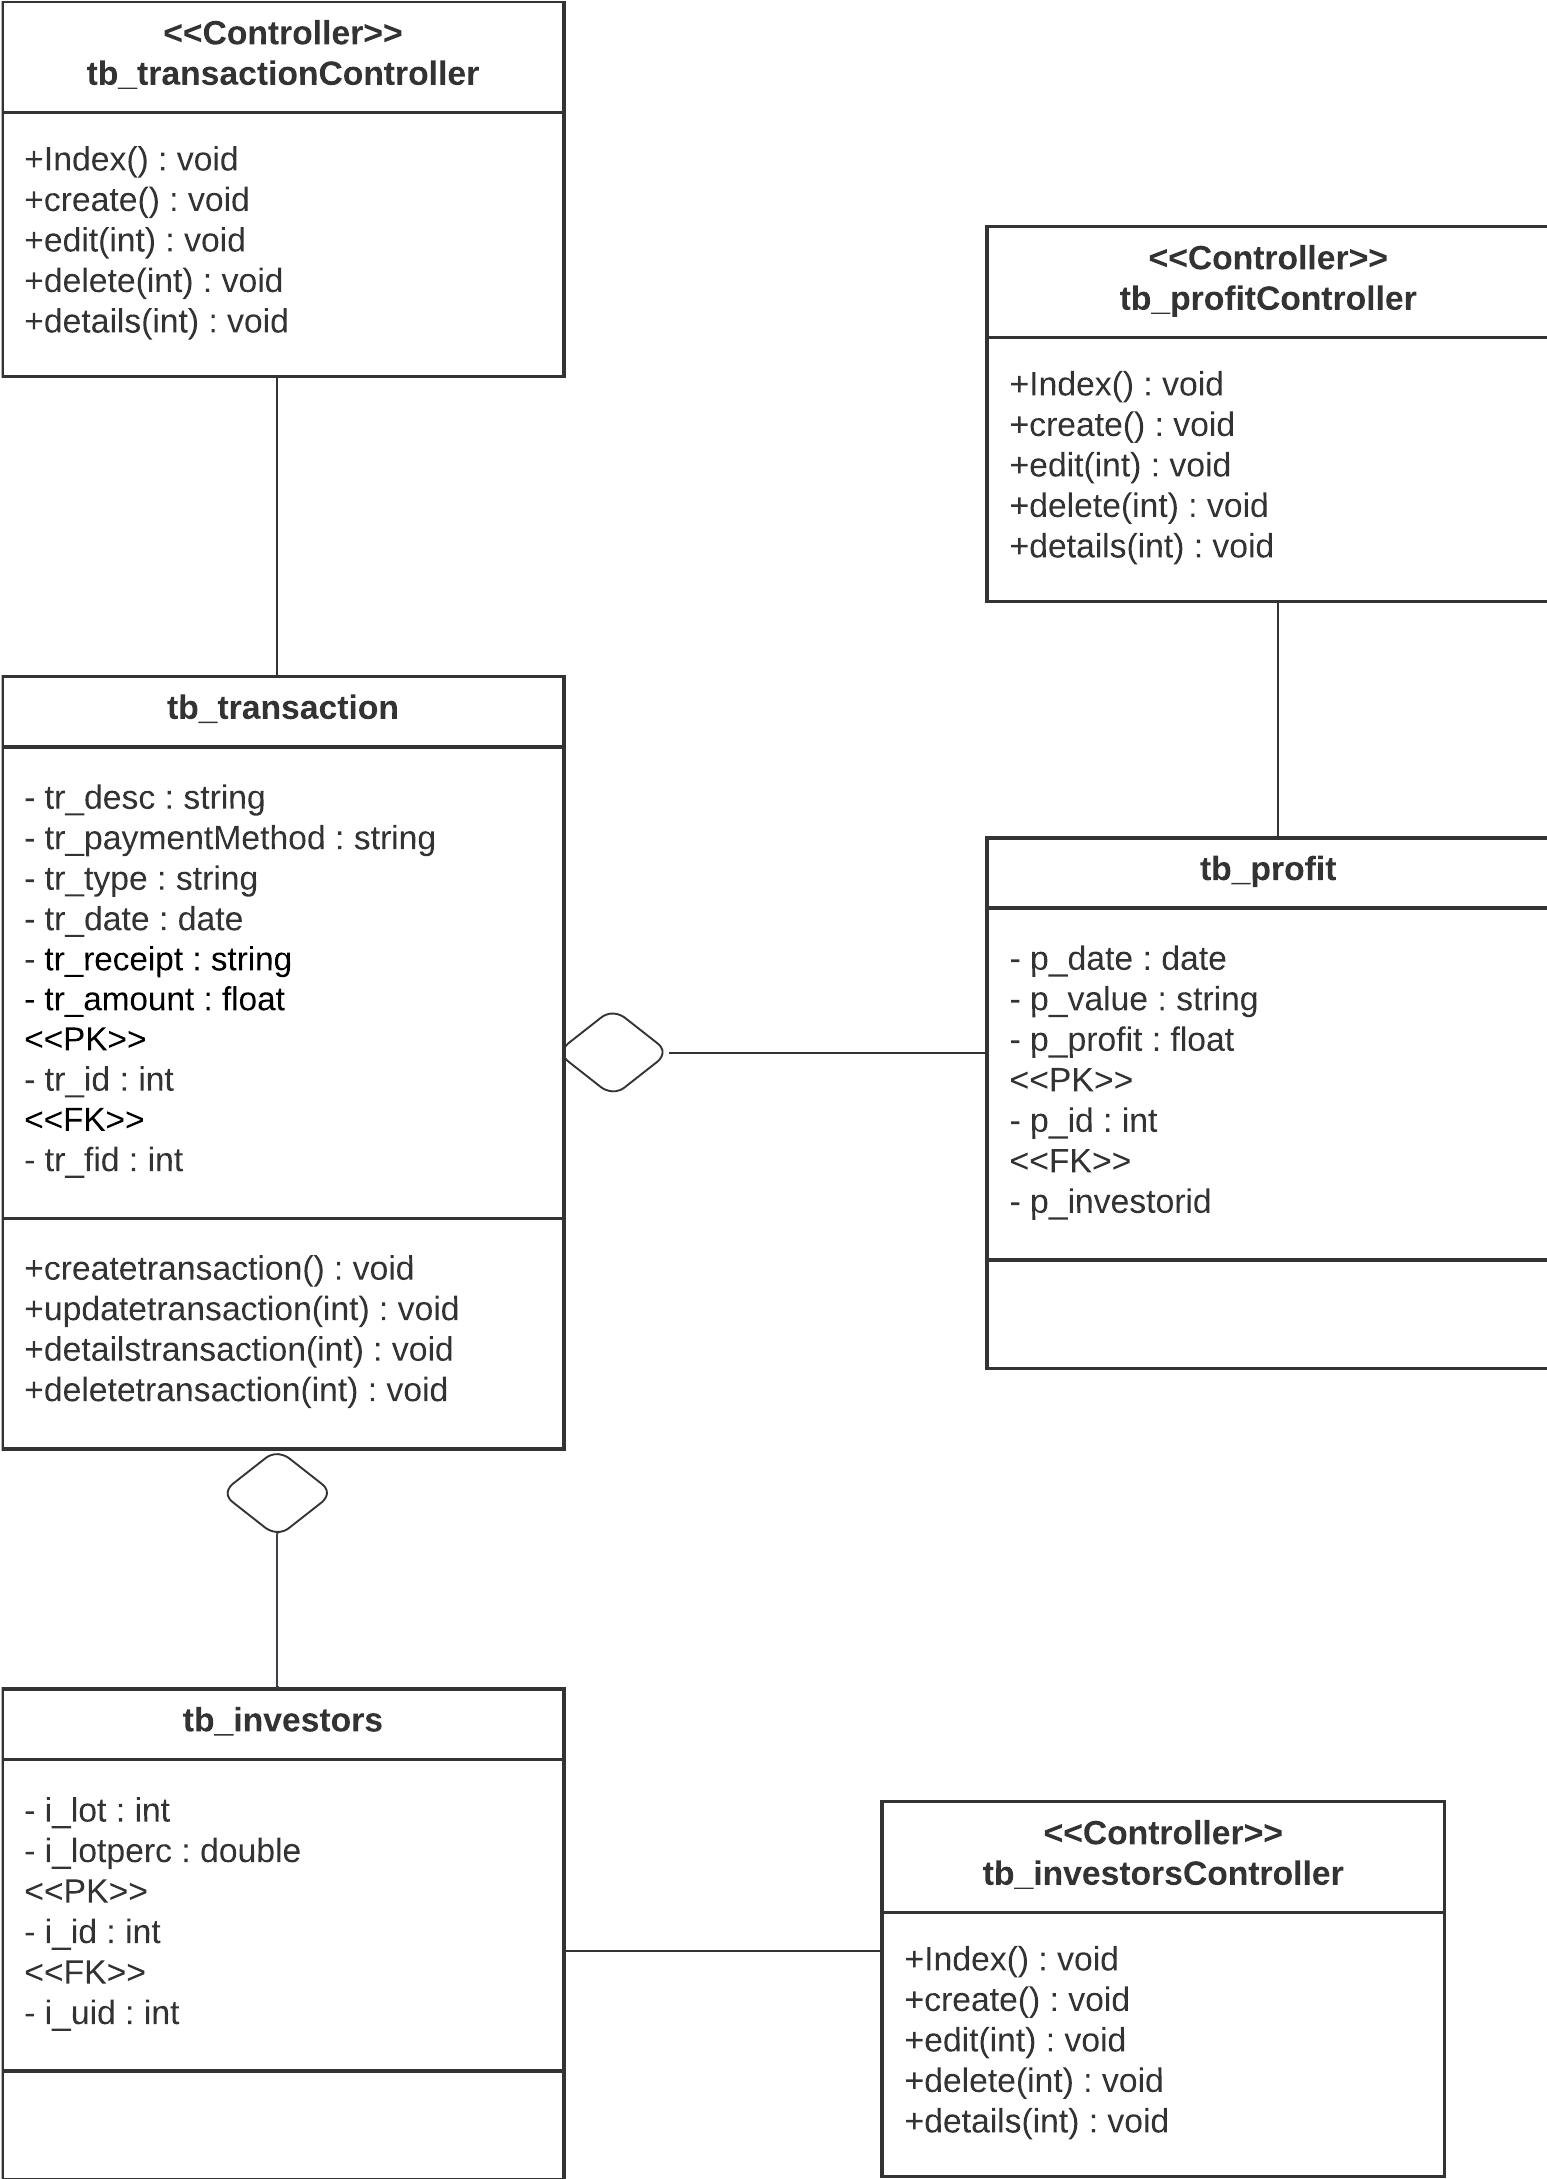 <<Controller>>
tb_transactionController
+Index() : void
+create() : void
+edit(int) : void
+delete(int) : void
+details(int) : void
<<Controller>>
tb_profitController
+Index() : void
+create() : void
+edit(int) : void
+delete(int) : void
+details(int) : void
tb_transaction
- tr_desc : string
- tr_paymentMethod : string
- tr_type : string
- tr_date : date
- tr_receipt : string
- tr_amount : float
<<PK>>
- tr_id : int
<<FK>>
- tr_fid : int
+createtransaction() : void
+updatetransaction(int) : void
+detailstransaction(int) : void
+deletetransaction(int) : void
tb_profit
- p_date : date
- p_value : string
- p_profit : float
<<PK>>
- p_id : int
<<FK>>
- p_investorid
tb_investors
- i_lot : int
- i_lotperc : double
<<PK>>
- i_id : int
<<FK>>
- i_uid : int
<<Controller>>
tb_investorsController
+Index() : void
+create() : void
+edit(int) : void
+delete(int) : void
+details(int) : void